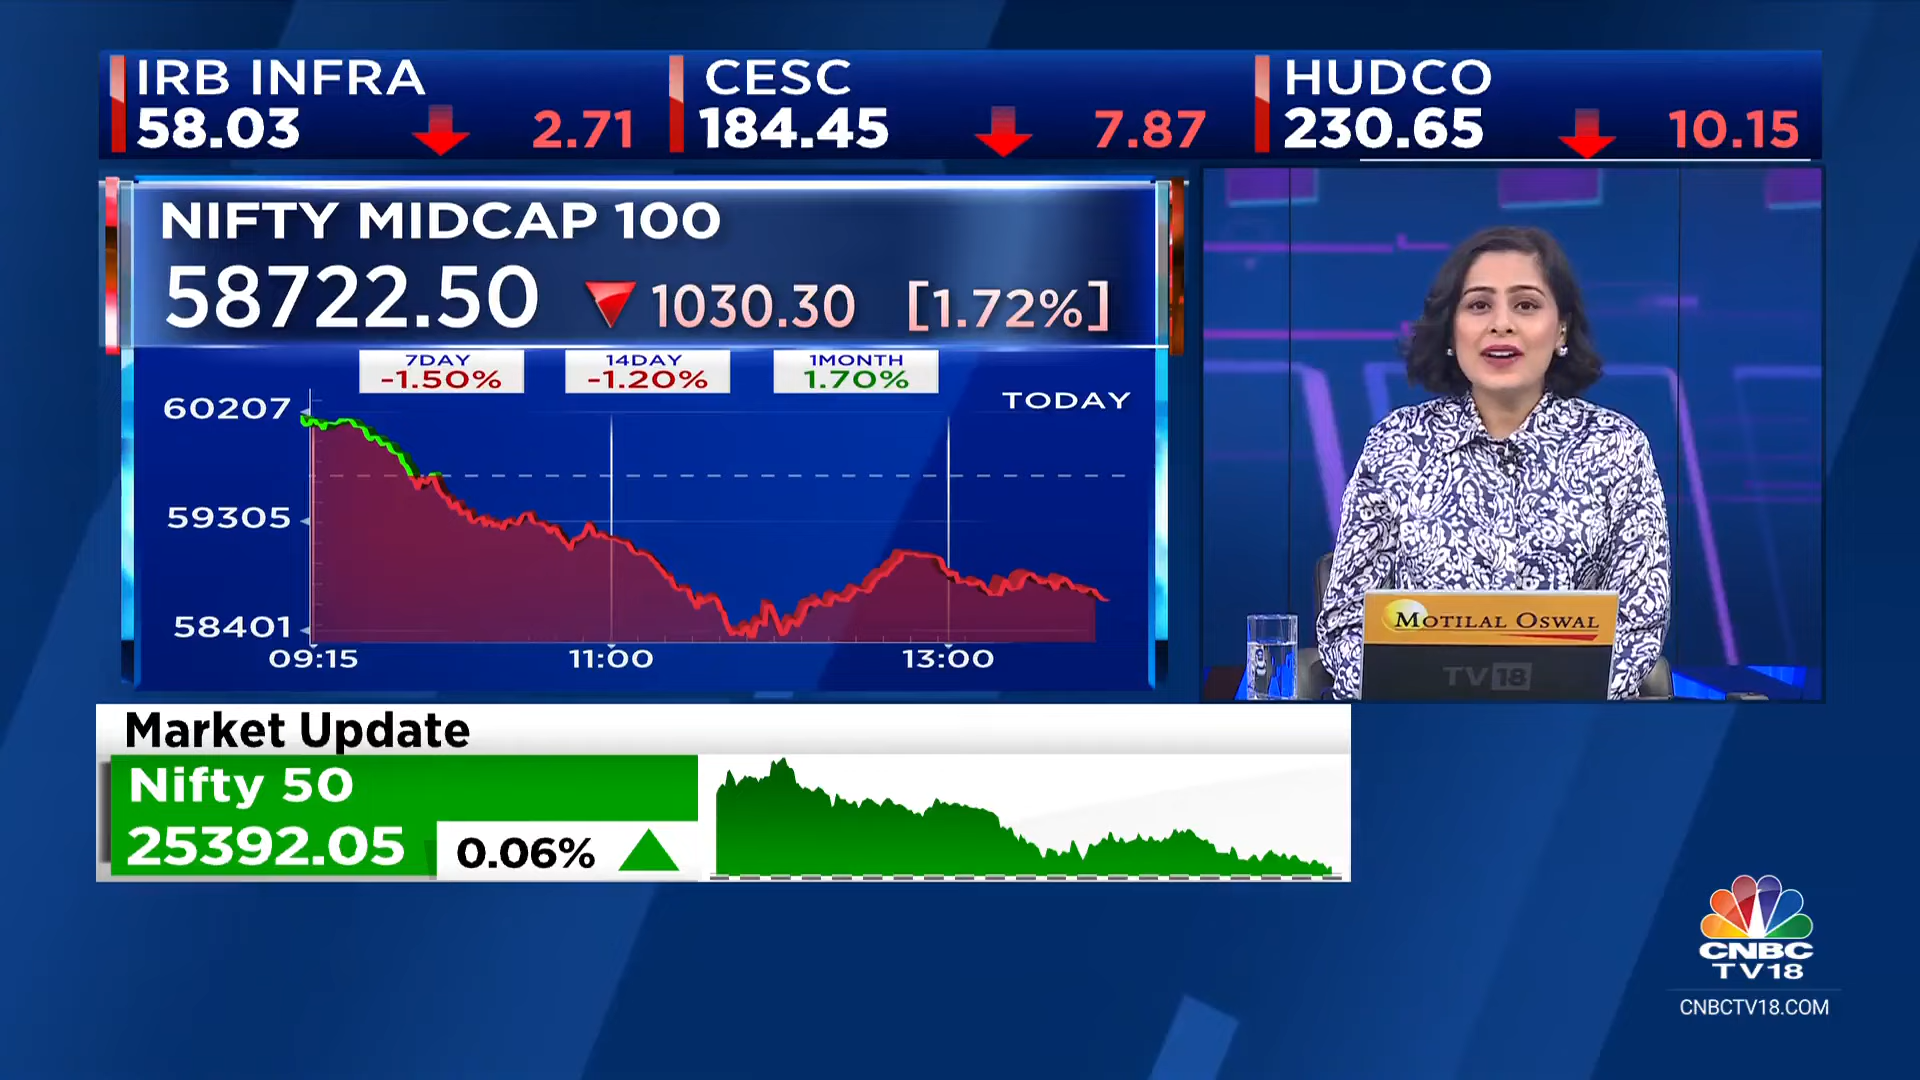 IRB INFRA
58.03 2.71
CESC
184.45 7.87
HUDCO
230.65 10.15
NIFTY MIDCAP 100
58722.50 1030.30 [1.72%]
7DAY
-1.50%
14DAY
-1.20%
1MONTH
1.70%
TODAY
60207
59305
58401
09:15 11:00 13:00
MOTILAL OSWAL
TV18
Market Update
Nifty 50
25392.05 0.06%
CNBC
TV18
CNBCTV18.COM